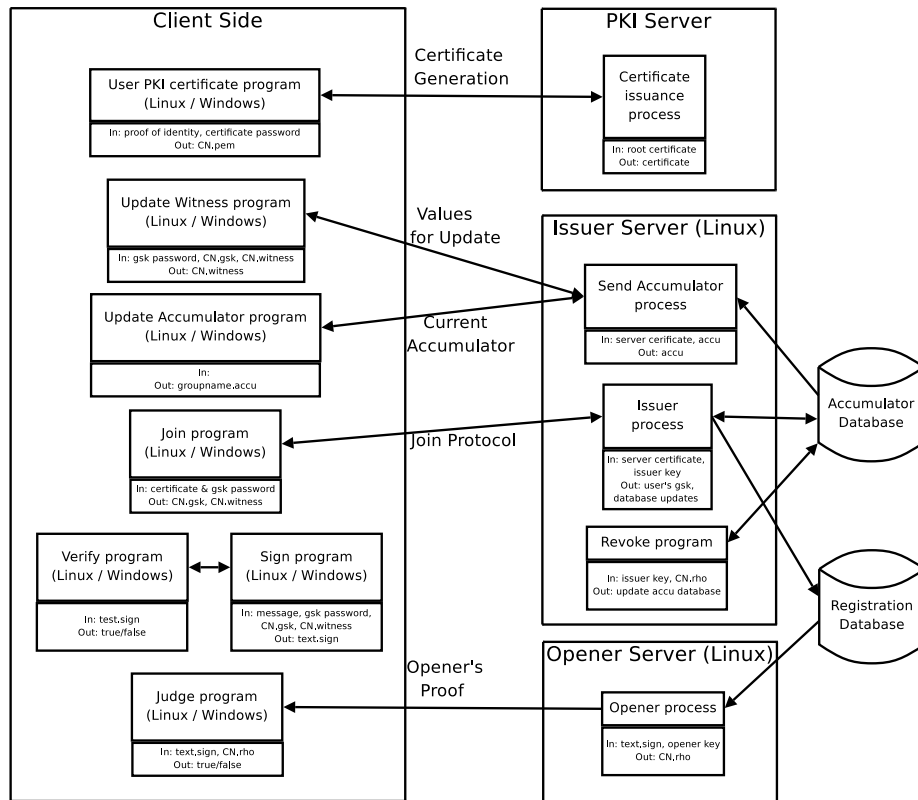 Client Side
User PKI certificate program
(Linux / Windows)
In: proof of identity, certificate password
Out: CN.pem
Update Witness program
(Linux / Windows)
In: gsk password, CN.gsk, CN.witness
Out: CN.witness
Update Accumulator program
(Linux / Windows)
In:
Out: groupname.accu
Join program
(Linux / Windows)
In: certificate & gsk password
Out: CN.gsk, CN.witness
Verify program
(Linux / Windows)
In: test.sign
Out: true/false
Sign program
(Linux / Windows)
In: message, gsk password,
CN.gsk, CN.witness
Out: text.sign
Judge program
(Linux / Windows)
In: text.sign, CN.rho
Out: true/false
Certificate
Generation
Values
for Update
Current
Accumulator
Join Protocol
Opener's
Proof
PKI Server
Certificate
issuance
process
In: root certificate
Out: certificate
Issuer Server (Linux)
Send Accumulator
process
In: server cerificate, accu
Out: accu
Issuer
process
In: server certificate,
issuer key
Out: user's gsk,
database updates
Revoke program
In: issuer key, CN.rho
Out: update accu database
Opener Server (Linux)
Opener process
In: text.sign, opener key
Out: CN.rho
Accumulator
Database
Registration
Database